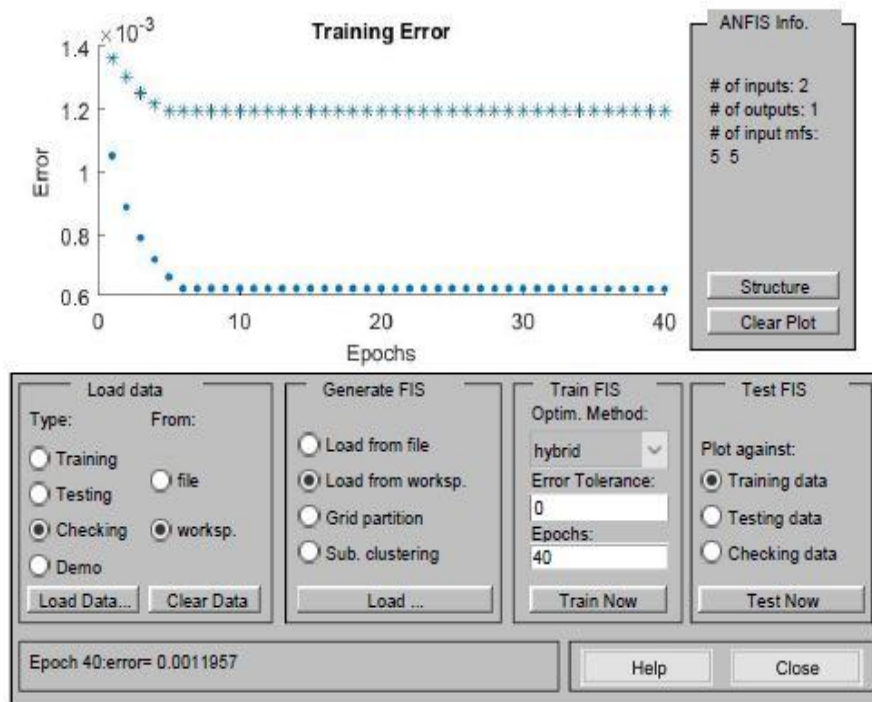 ×10⁻³
Training Error
1.4
1.2
1
0.8
0.6
Error
0
10
20
30
40
Epochs
ANFIS Info.
# of inputs: 2
# of outputs: 1
# of input mfs:
5 5
Structure
Clear Plot
Load data
Type:
From:
Training
Testing
Checking
Demo
file
worksp.
Load Data...
Clear Data
Generate FIS
Load from file
Load from worksp.
Grid partition
Sub. clustering
Load ...
Train FIS
Optim. Method:
hybrid
Error Tolerance:
0
Epochs:
40
Train Now
Test FIS
Plot against:
Training data
Testing data
Checking data
Test Now
Epoch 40:error= 0.0011957
Help
Close